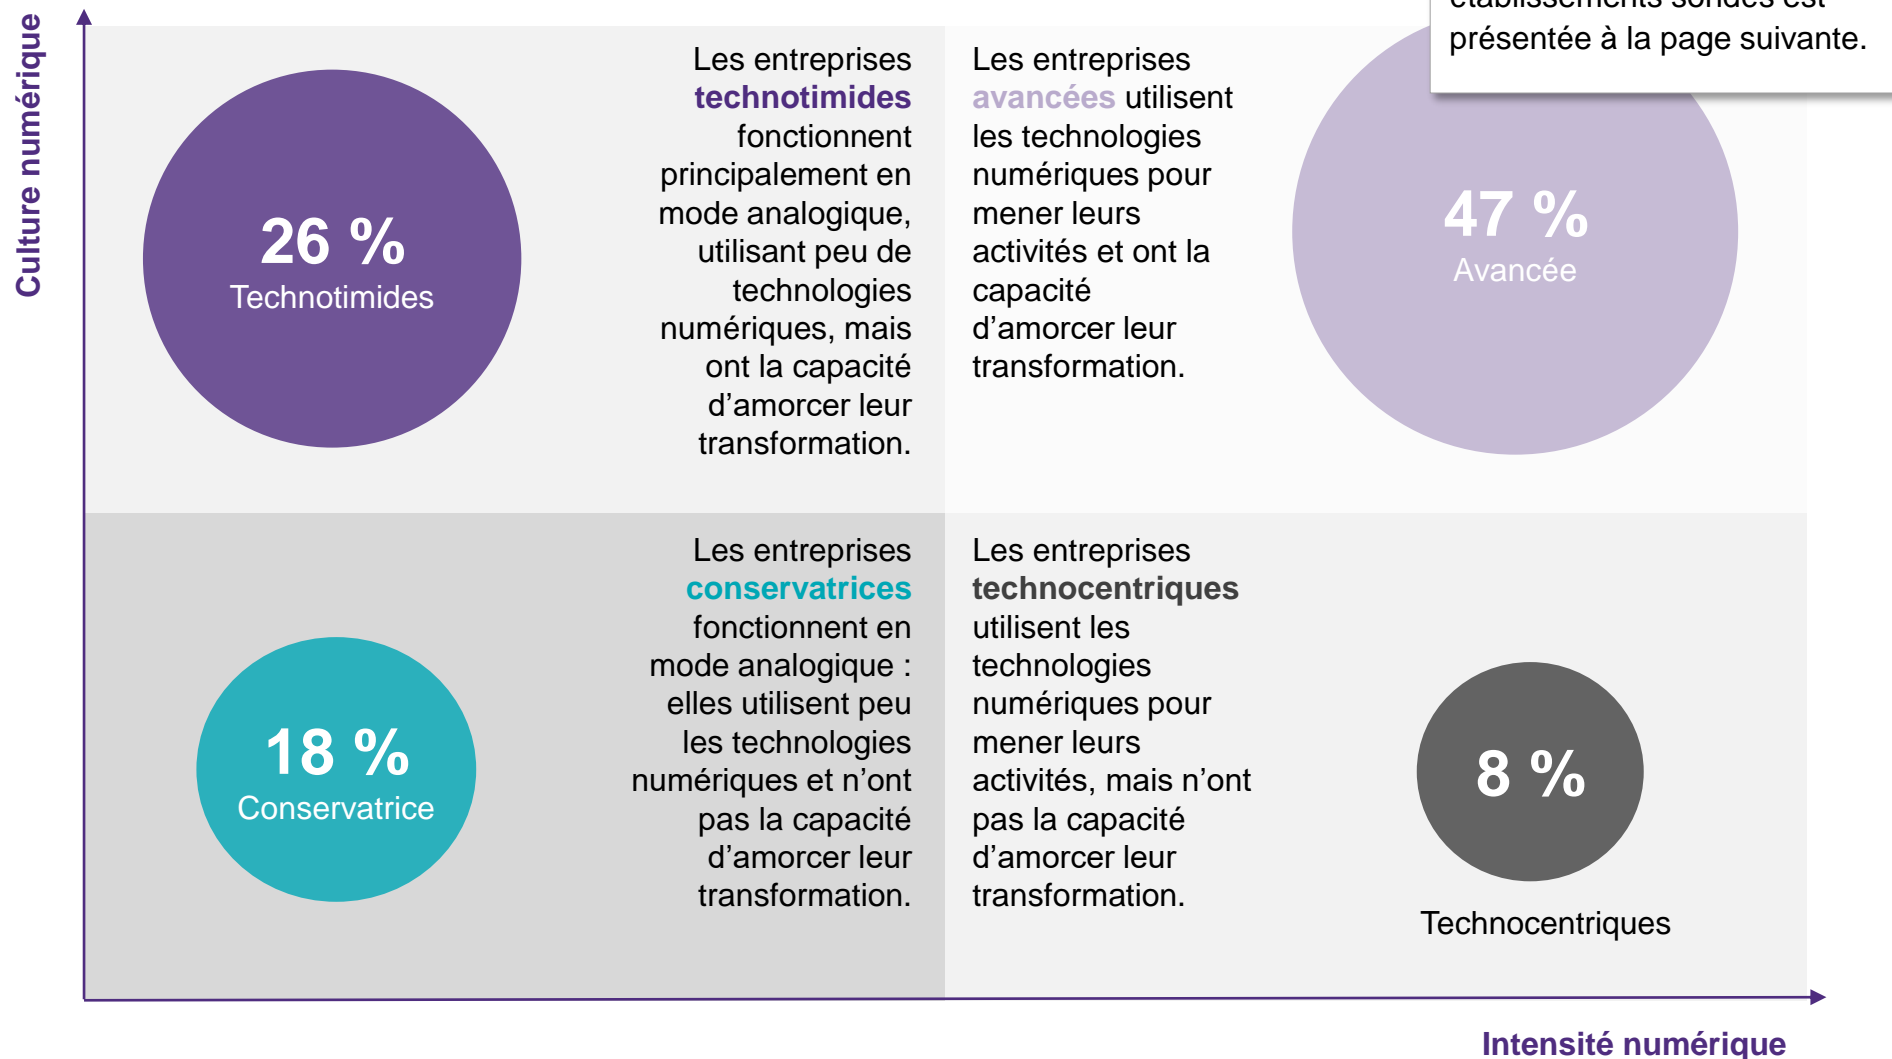 Culture numérique
établissements sondés est
présentée à la page suivante.
26 %
Technotimides
Les entreprises
technotimides
fonctionnent
principalement en
mode analogique,
utilisant peu de
technologies
numériques, mais
ont la capacité
d’amorcer leur
transformation.
Les entreprises
avancées utilisent
les technologies
numériques pour
mener leurs
activités et ont la
capacité
d’amorcer leur
transformation.
47 %
Avancée
18 %
Conservatrice
Les entreprises
conservatrices
fonctionnent en
mode analogique :
elles utilisent peu
les technologies
numériques et n’ont
pas la capacité
d’amorcer leur
transformation.
Les entreprises
technocentriques
utilisent les
technologies
numériques pour
mener leurs
activités, mais n’ont
pas la capacité
d’amorcer leur
transformation.
8 %
Technocentriques
Intensité numérique